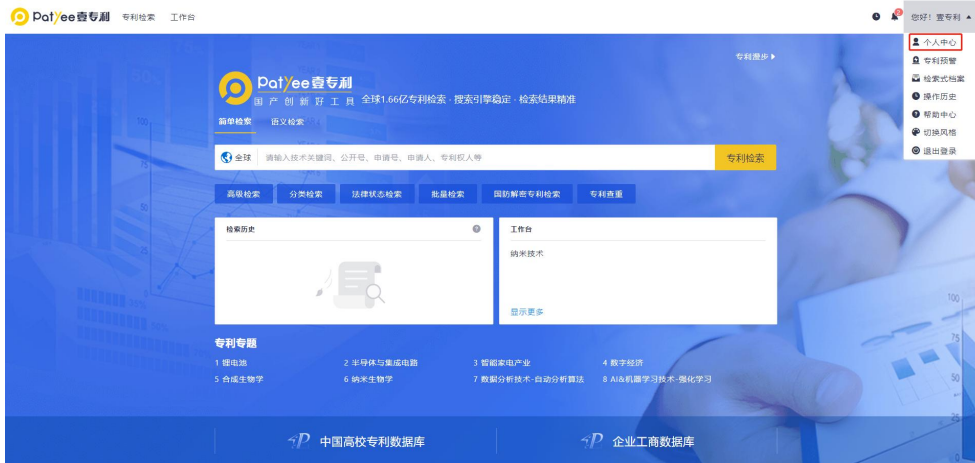 Patyee壹专利 专利检索 工作台 2 您好！壹专利
个人中心
专利预警
检索式档案
操作历史
帮助中心
切换风格
退出登录
专利漫步
Patyee壹专利
国产创新好工具 全球1.66亿专利检索 · 搜索引擎稳定 · 检索结果精准
简单检索 语义检索
全球 请输入技术关键词、公开号、申请号、申请人、专利权人等 专利检索
高级检索 分类检索 法律状态检索 批量检索 国防解密专利检索 专利查重
检索历史
工作台
纳米技术
显示更多
专利专题
1 锂电池 2 半导体与集成电路 3 智能家电产业 4 数字经济
5 合成生物学 6 纳米生物学 7 数据分析技术-自动分析算法 8 AI&机器学习技术-强化学习
中国高校专利数据库 企业工商数据库
100
75
50
25
0
100
75
50
25
0